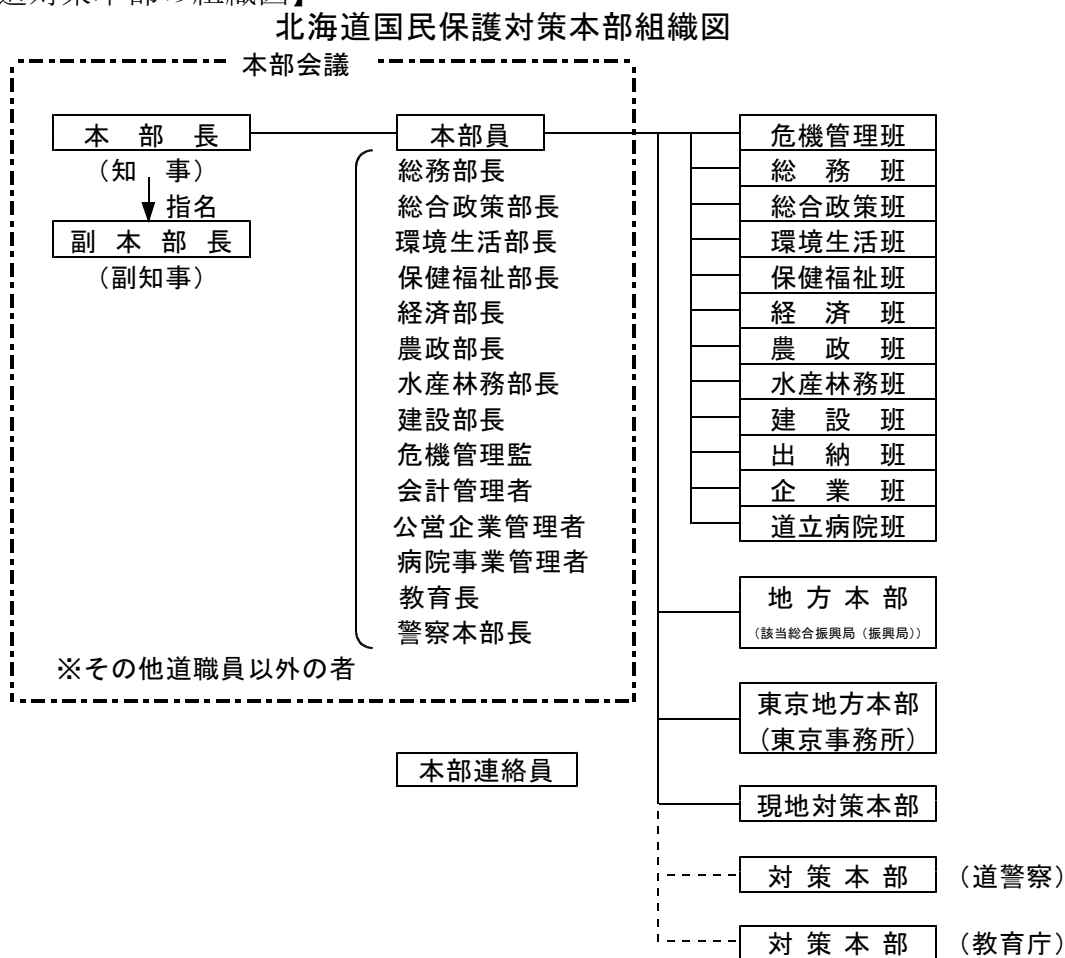 道対策本部の組織図】
北海道国民保護対策本部組織図
本部会議
本部長
(知事)
指名
副本部長
(副知事)
本部員
総務部長
総合政策部長
環境生活部長
保健福祉部長
経済部長
農政部長
水産林務部長
建設部長
危機管理監
会計管理者
公営企業管理者
病院事業管理者
教育長
警察本部長
※その他道職員以外の者
本部連絡員
危機管理班
総務班
総合政策班
環境生活班
保健福祉班
経済班
農政班
水産林務班
建設班
出納班
企業班
道立病院班
地方本部
(該当総合振興局(振興局))
東京地方本部
(東京事務所)
現地対策本部
対策本部 (道警察)
対策本部 (教育庁)